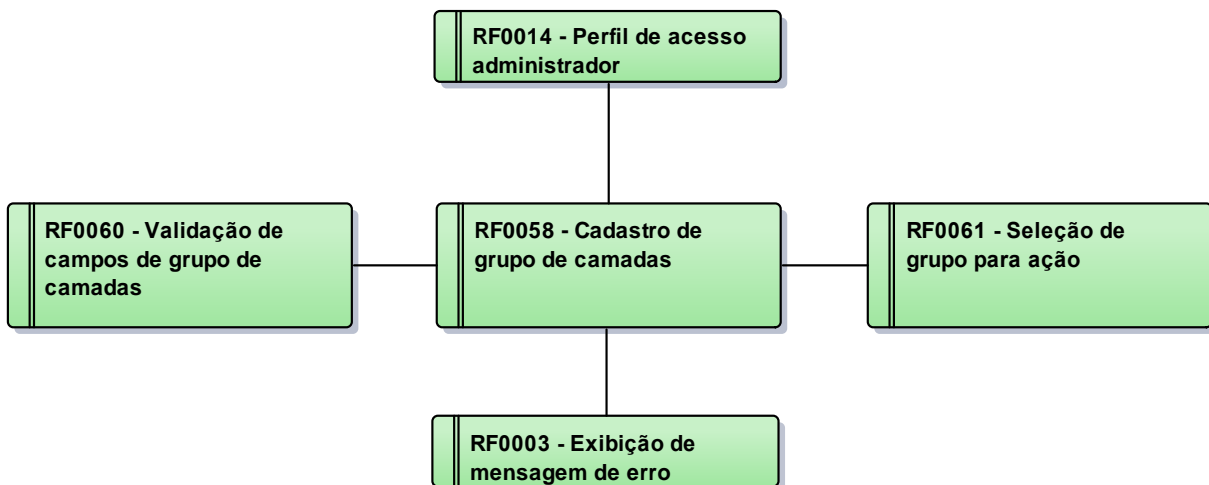 RF0014 - Perfil de acesso
administrador
RF0060 - Validação de
campos de grupo de
camadas
RF0058 - Cadastro de
grupo de camadas
RF0061 - Seleção de
grupo para ação
RF0003 - Exibição de
mensagem de erro